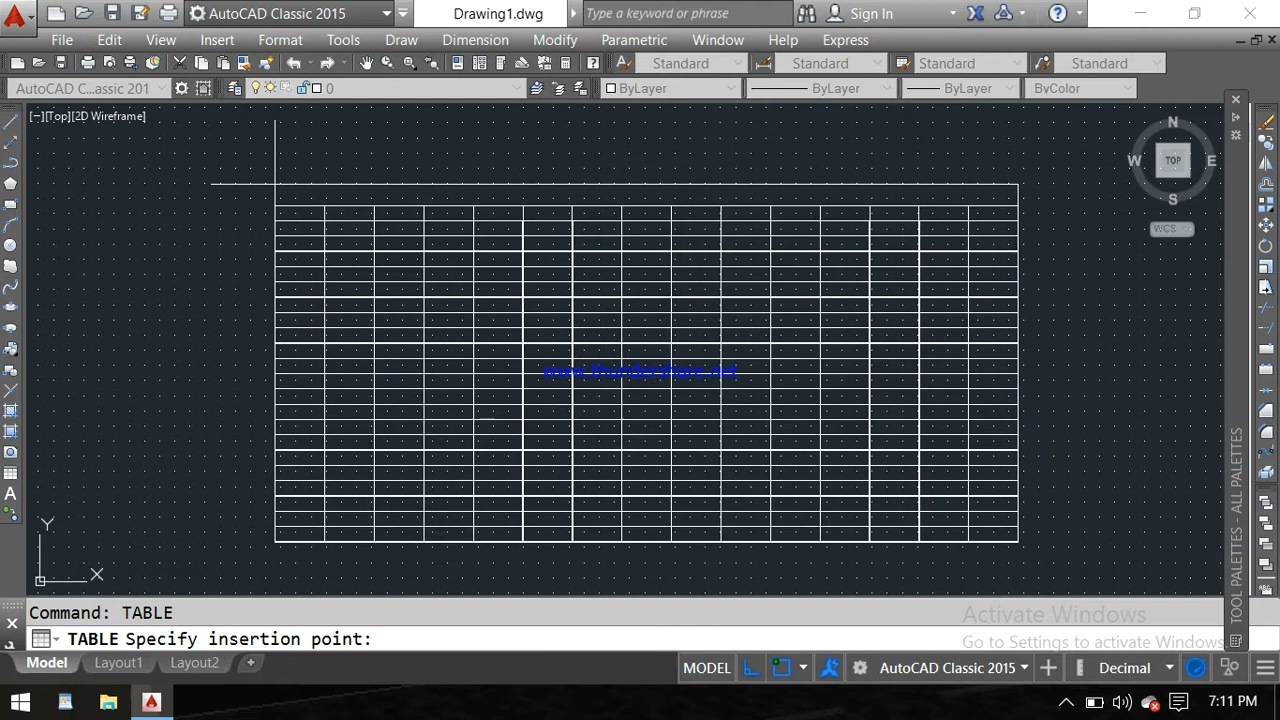 AutoCAD Classic 2015
Drawing1.dwg
Type a keyword or phrase
Sign In
File Edit View Insert Format Tools Draw Dimension Modify Parametric Window Help Express
Standard Standard Standard Standard
AutoCAD C...assic 201 0 ByLayer ByLayer ByLayer ByColor
[−][Top][2D Wireframe]
N
W TOP E
S
WCS
www.thundershare.net
TOOL PALETTES - ALL PALETTES
Y
X
Command: TABLE
TABLE Specify insertion point:
Activate Windows
Go to Settings to activate Windows.
Model Layout1 Layout2
MODEL AutoCAD Classic 2015 Decimal
7:11 PM